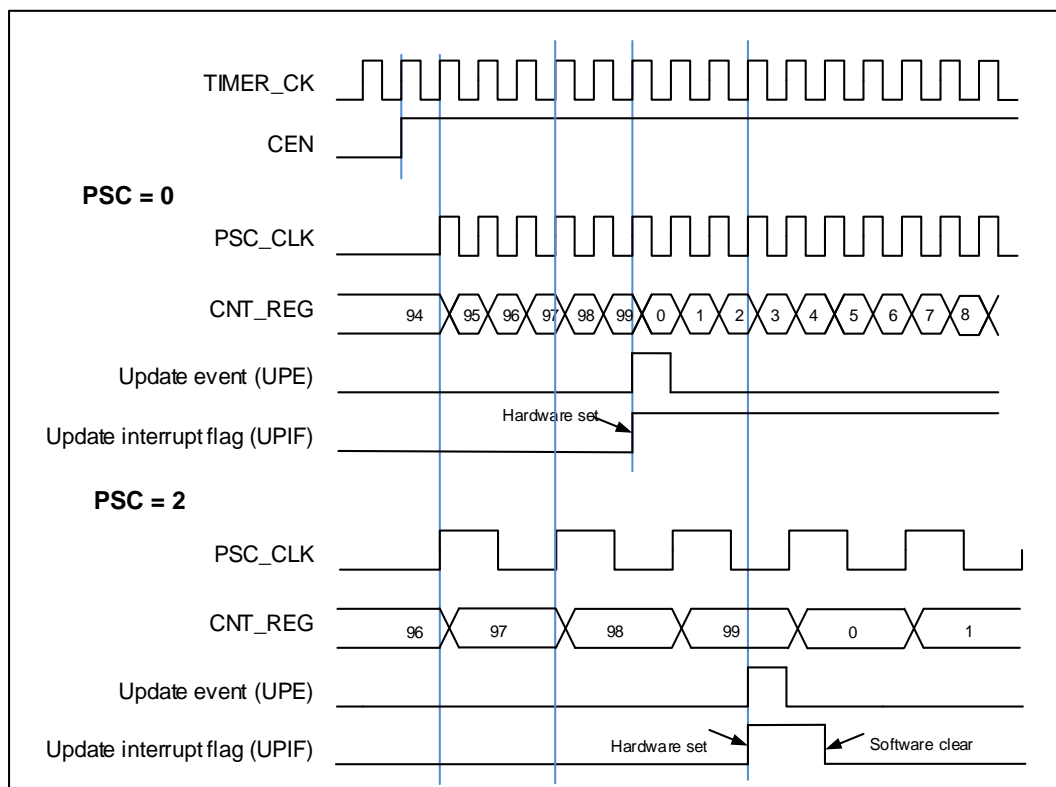 TIMER_CK
CEN
PSC = 0
PSC_CLK
CNT_REG
94 95 96 97 98 99 0 1 2 3 4 5 6 7 8
Update event (UPE)
Hardware set
Update interrupt flag (UPIF)
PSC = 2
PSC_CLK
CNT_REG
96 97 98 99 0 1
Update event (UPE)
Update interrupt flag (UPIF)
Hardware set
Software clear